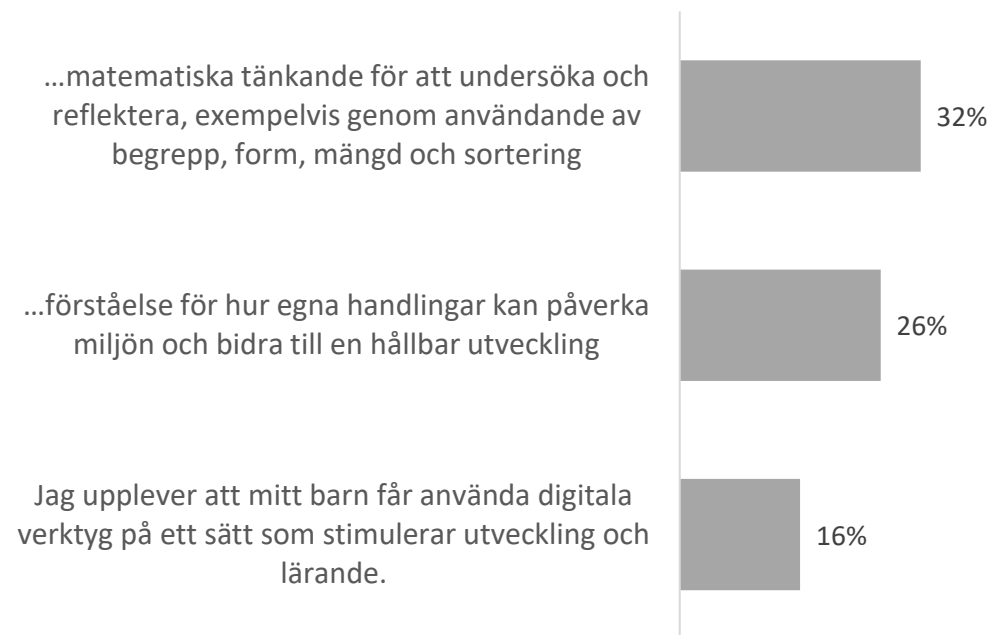 …matematiska tänkande för att undersöka och
reflektera, exempelvis genom användande av
begrepp, form, mängd och sortering
32%
…förståelse för hur egna handlingar kan påverka
miljön och bidra till en hållbar utveckling
26%
Jag upplever att mitt barn får använda digitala
verktyg på ett sätt som stimulerar utveckling och
lärande.
16%